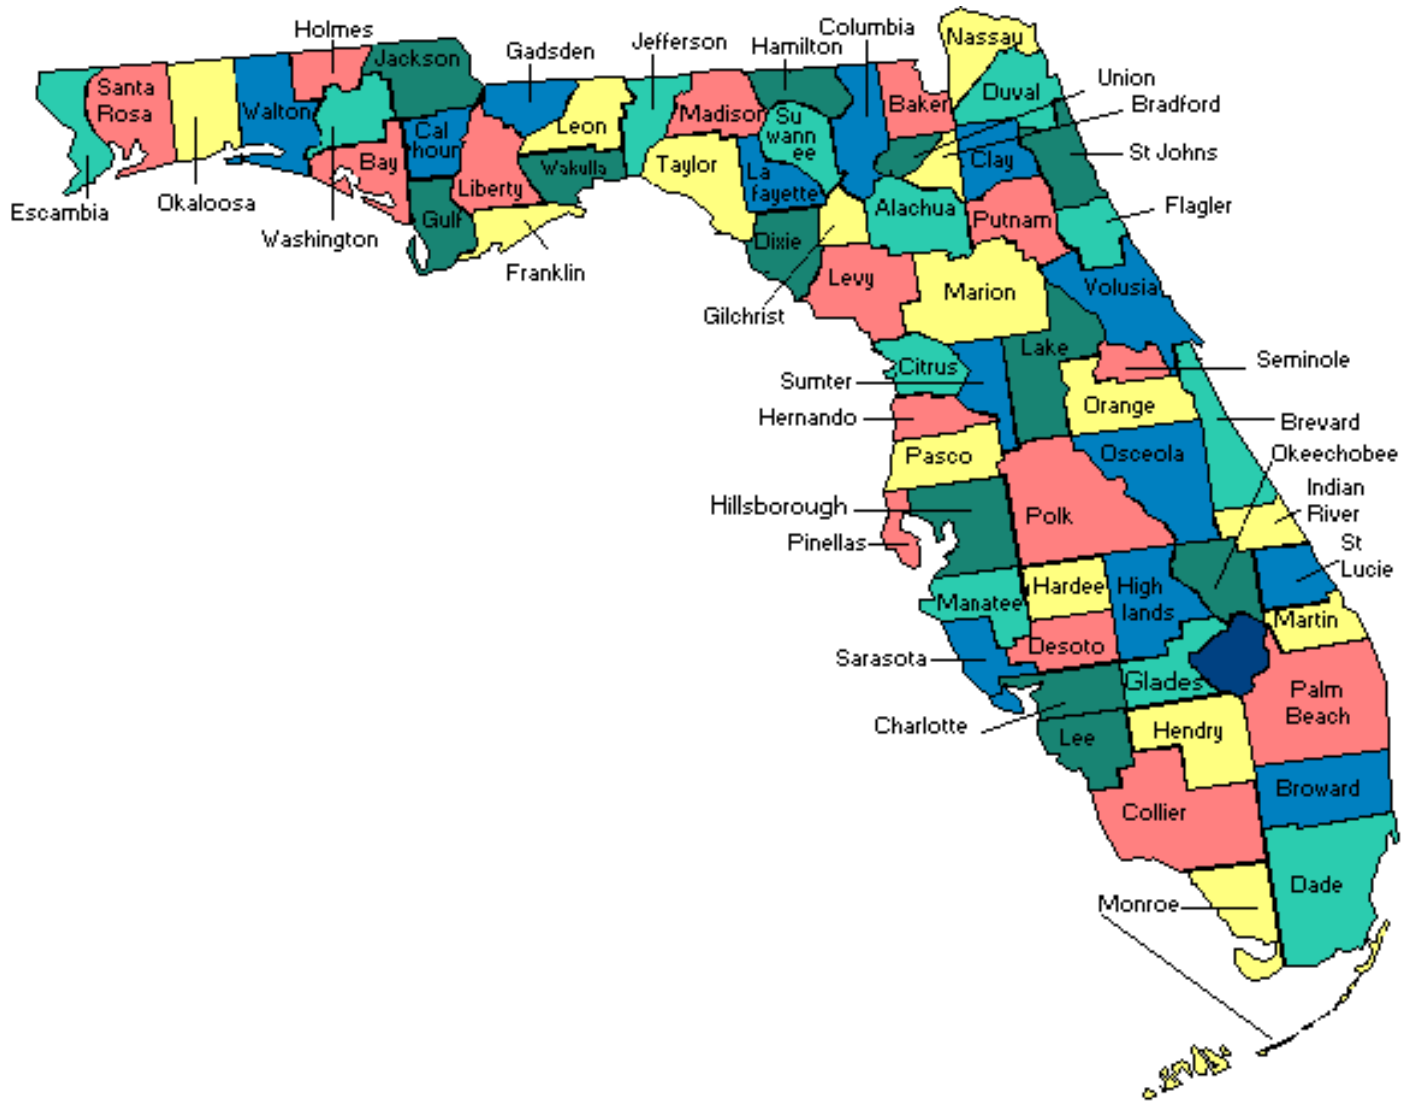 Holmes
Jackson
Gadsden
Jefferson
Hamilton
Columbia
Nassau
Union
Bradford
Santa
Rosa
Walton
Cal
houn
Leon
Madison
Su
wann
ee
Baker
Duval
Clay
St Johns
Escambia
Okaloosa
Washington
Bay
Liberty
Wakulla
Gulf
Franklin
Taylor
La
fayette
Dixie
Gilchrist
Alachua
Putnam
Flagler
Levy
Marion
Volusia
Citrus
Lake
Seminole
Sumter
Hernando
Orange
Brevard
Pasco
Osceola
Okeechobee
Hillsborough
Polk
Indian
River
Pinellas
St
Lucie
Manatee
Hardee
High
lands
Martin
Sarasota
Desoto
Glades
Charlotte
Lee
Hendry
Palm
Beach
Collier
Broward
Dade
Monroe